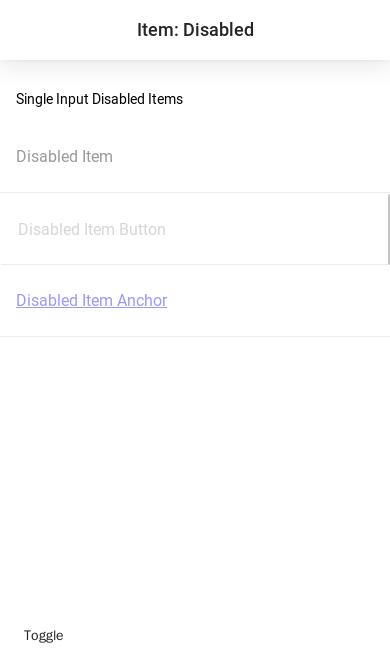 Item: Disabled
Single Input Disabled Items
Disabled Item
Disabled Item Button
Disabled Item Anchor
Toggle